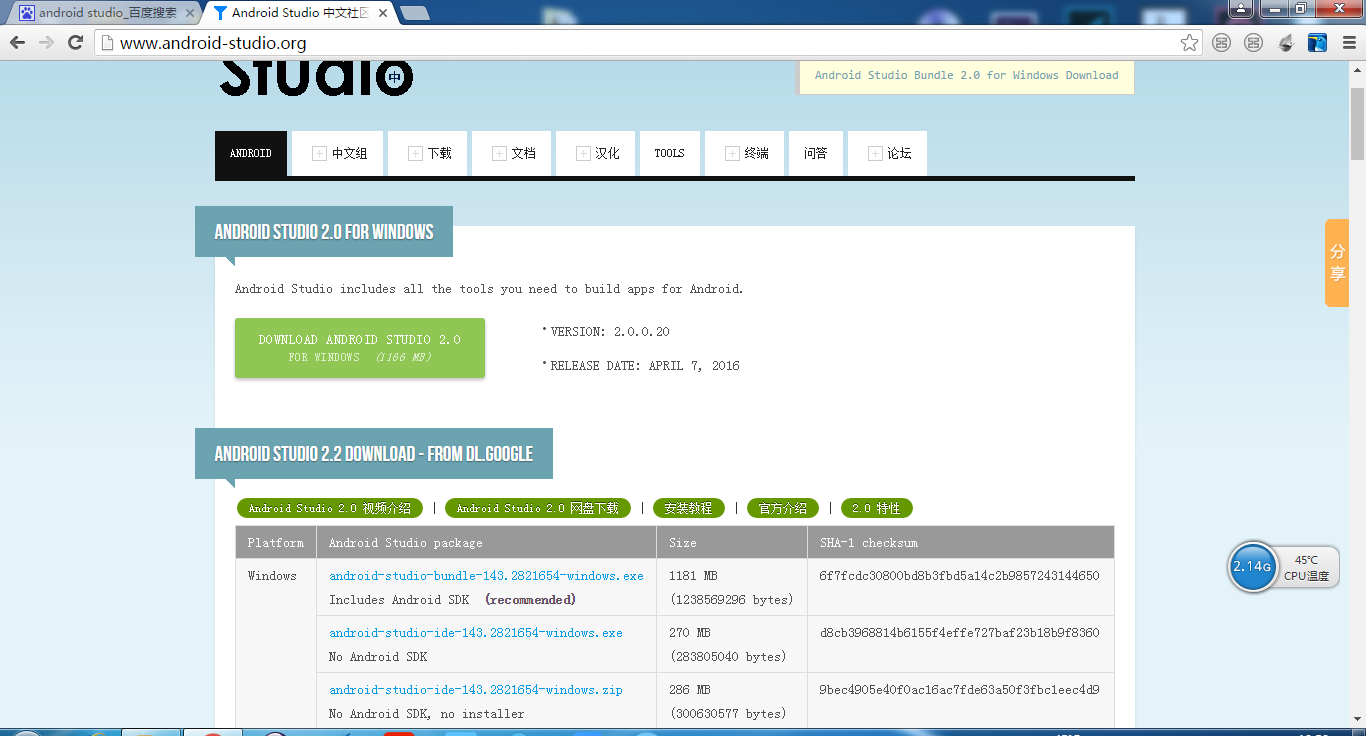 android studio_百度搜索
Android Studio 中文社区
www.android-studio.org
Studio 中
Android Studio Bundle 2.0 for Windows Download
ANDROID 中文组 下载 文档 汉化 TOOLS 终端 问答 论坛
分享
ANDROID STUDIO 2.0 FOR WINDOWS
Android Studio includes all the tools you need to build apps for Android.
DOWNLOAD ANDROID STUDIO 2.0
FOR WINDOWS (1166 MB)
VERSION: 2.0.0.20
RELEASE DATE: APRIL 7, 2016
ANDROID STUDIO 2.2 DOWNLOAD - FROM DL.GOOGLE
Android Studio 2.0 视频介绍 | Android Studio 2.0 网盘下载 | 安装教程 | 官方介绍 | 2.0 特性
Platform Android Studio package Size SHA-1 checksum
Windows android-studio-bundle-143.2821654-windows.exe 1181 MB 6f7fcdc30800bd8b3fbd5a14c2b9857243144650
Includes Android SDK (recommended) (1238569296 bytes)
android-studio-ide-143.2821654-windows.exe 270 MB d8cb3968814b6155f4effe727baf23b18b9f8360
No Android SDK (283805040 bytes)
android-studio-ide-143.2821654-windows.zip 286 MB 9bec4905e40f0ac16ac7fde63a50f3fbc1eec4d9
No Android SDK, no installer (300630577 bytes)
2.14G
45℃
CPU温度